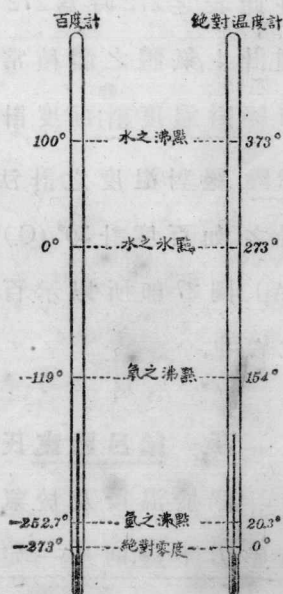 百度計 絕對温度計
100° 水之沸點 373°
0° 水之冰點 273°
-119° 氧之沸點 154°
-252.7° 氫之沸點 20.3°
-273° 絕對零度 0°